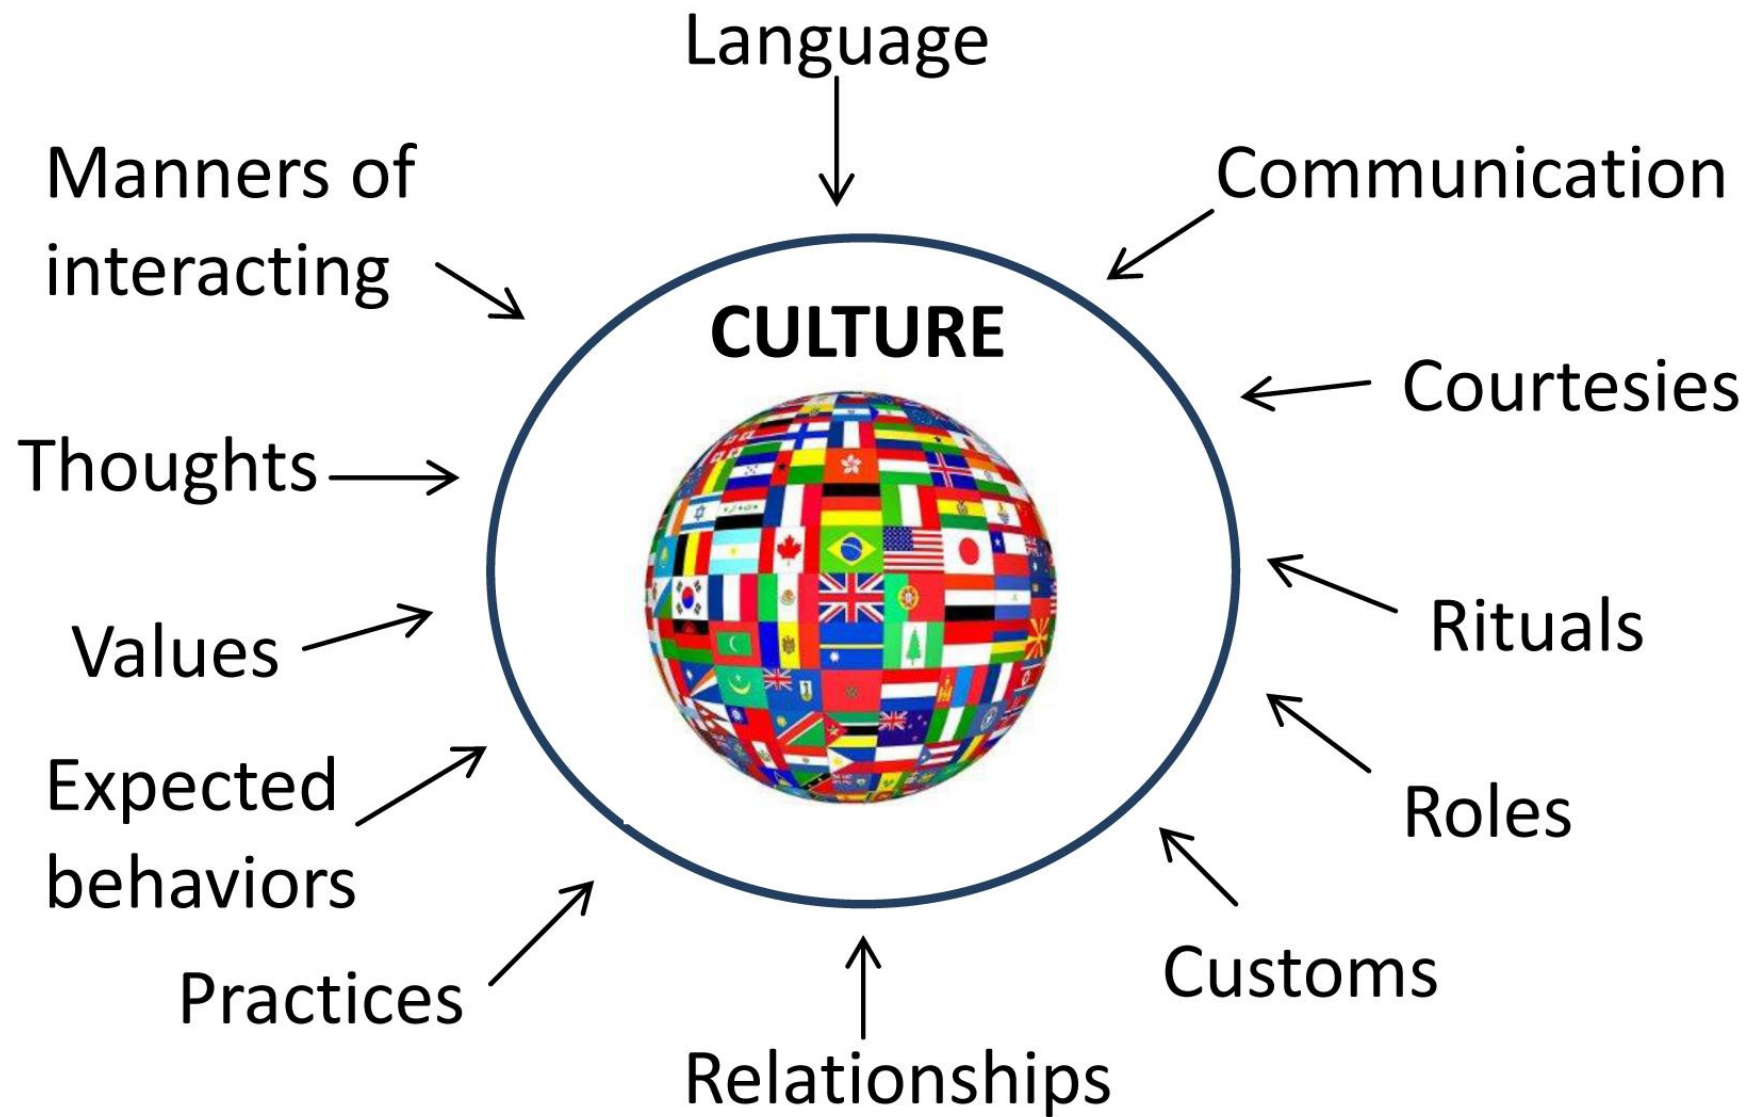 Language
Manners of
interacting
Communication
CULTURE
Courtesies
Thoughts
Rituals
Values
Expected
behaviors
Roles
Customs
Practices
Relationships